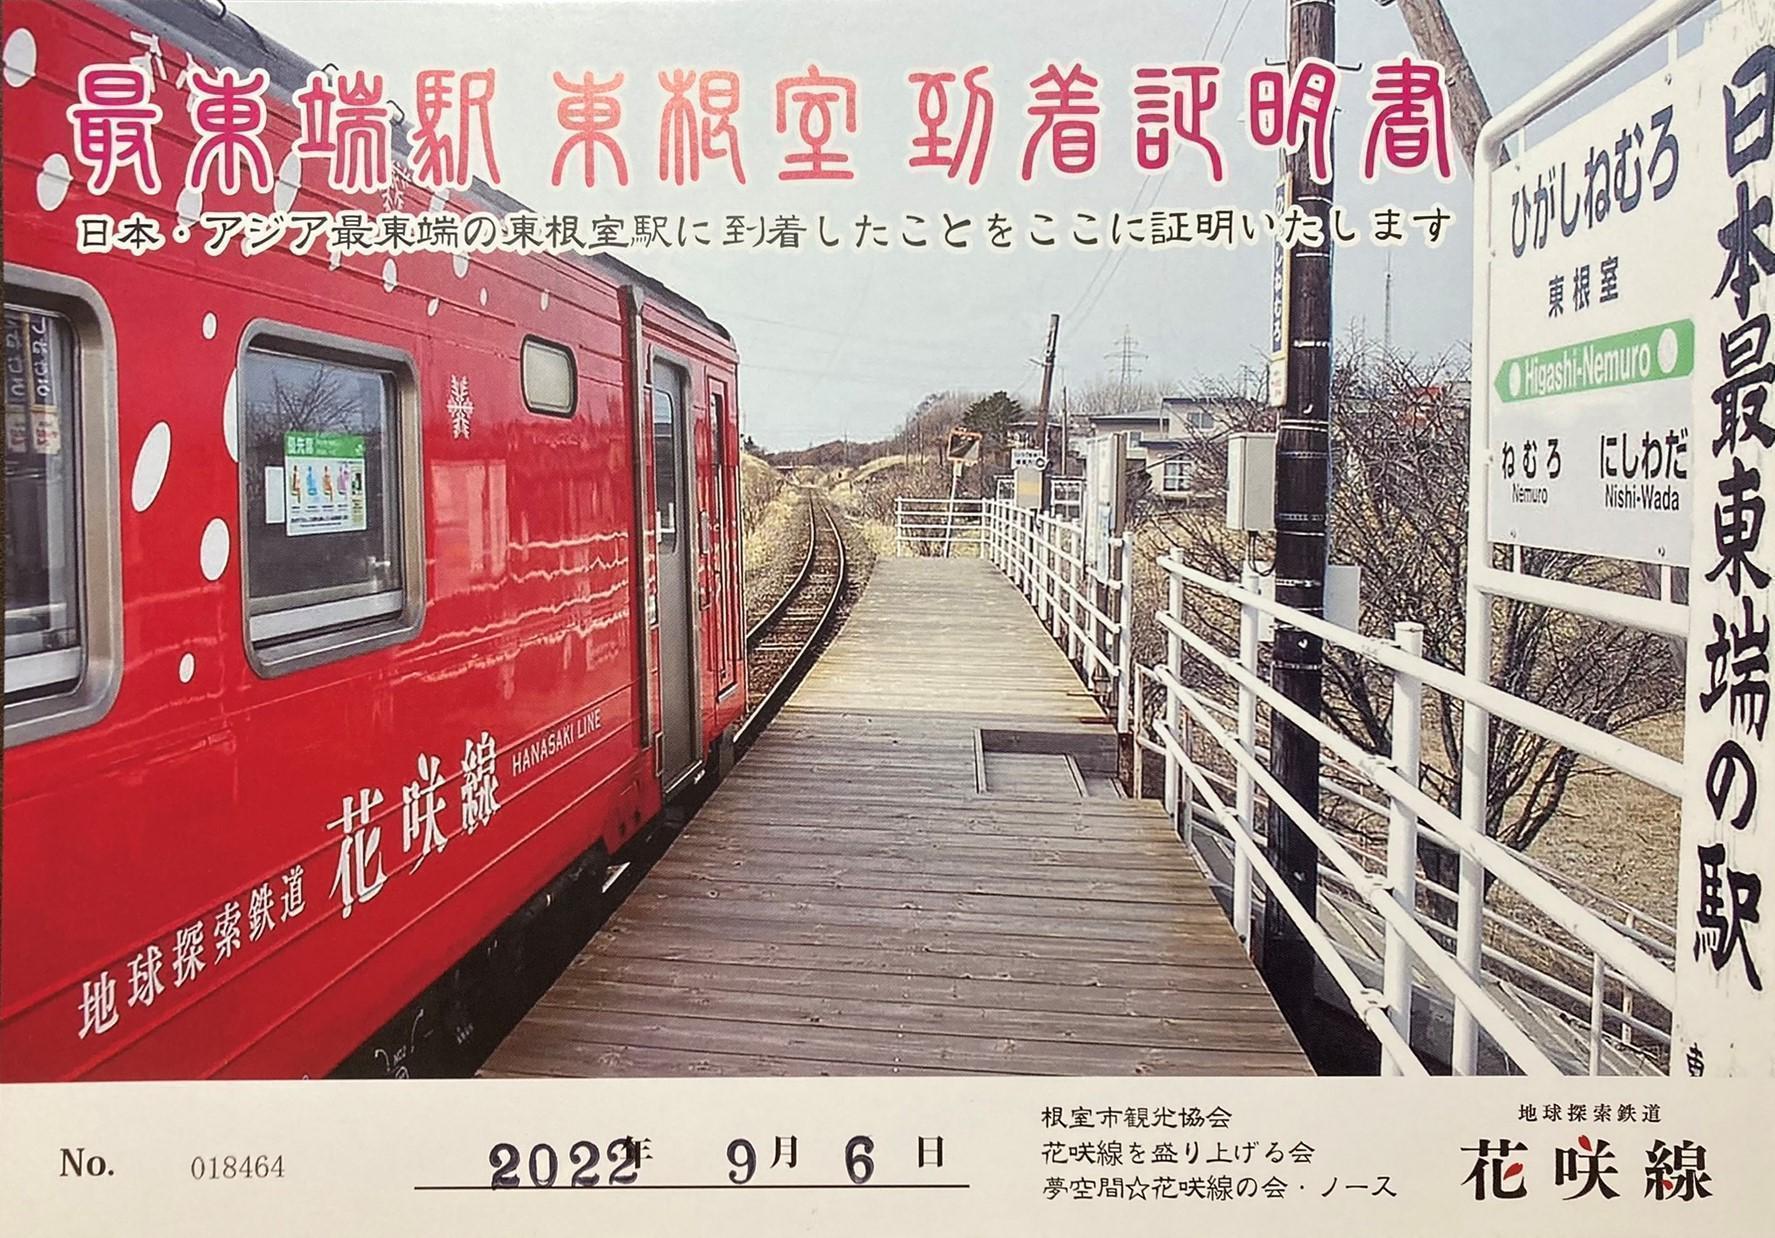 最東端駅 東根室 到着証明書
日本・アジア最東端の東根室駅に到着したことをここに証明いたします
ひがしねむろ
東根室
Higashi-Nemuro
ねむろ にしわだ
Nemuro Nishi-Wada
日本最東端の駅
東
優先席
地球探索鉄道 花咲線 HANASAKI LINE
No. 018464
2022年 9月 6日
根室市観光協会
花咲線を盛り上げる会
夢空間☆花咲線の会・ノース
地球探索鉄道
花咲線